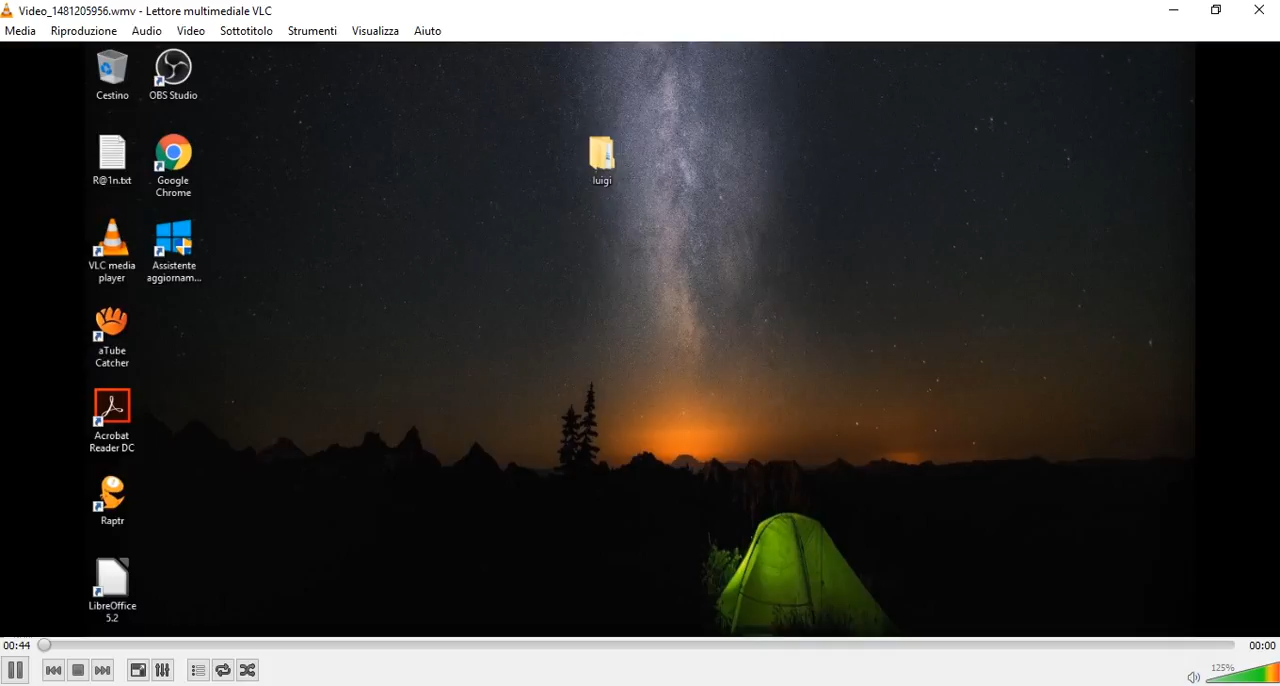 Video_1481205956.wmv - Lettore multimediale VLC
Media Riproduzione Audio Video Sottotitolo Strumenti Visualizza Aiuto
Cestino
OBS Studio
R@1n.txt
Google
Chrome
luigi
VLC media
player
Assistente
aggiornam...
aTube
Catcher
Acrobat
Reader DC
Raptr
LibreOffice
5.2
00:44
00:00
125%